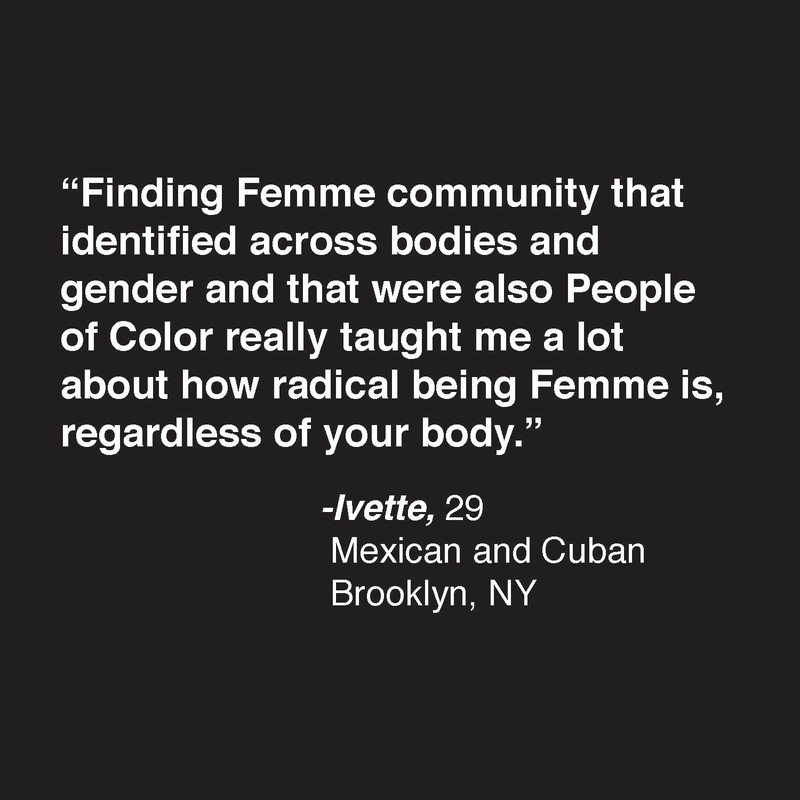 “Finding Femme community that
identified across bodies and
gender and that were also People
of Color really taught me a lot
about how radical being Femme is,
regardless of your body.”
-Ivette, 29
Mexican and Cuban
Brooklyn, NY